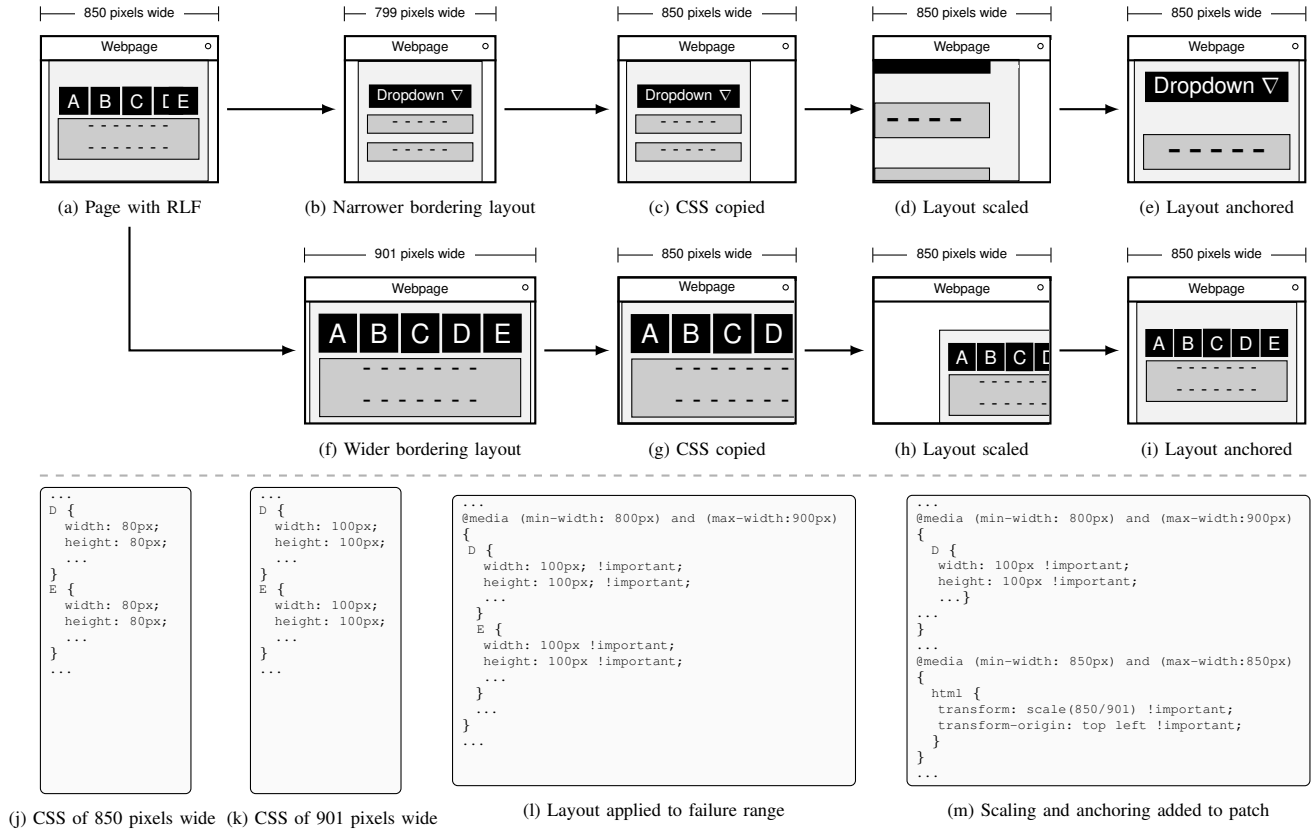 850 pixels wide
799 pixels wide
850 pixels wide
850 pixels wide
850 pixels wide
Webpage
Webpage
Webpage
Webpage
Webpage
A B C D E
Dropdown ▽
- - - - -
- - - - -
Dropdown ▽
- - - - -
- - - - -
- - - -
Dropdown ▽
- - - - -
- - - - - - -
- - - - - - -
(a) Page with RLF
(b) Narrower bordering layout
(c) CSS copied
(d) Layout scaled
(e) Layout anchored
901 pixels wide
850 pixels wide
850 pixels wide
850 pixels wide
Webpage
Webpage
Webpage
Webpage
A B C D E
A B C D
A B C D
A B C D E
- - - - - - -
- - - - - - -
- - - - - - -
- - - - - - -
- - - - - -
- - - - - -
- - - - - - -
- - - - - - -
(f) Wider bordering layout
(g) CSS copied
(h) Layout scaled
(i) Layout anchored
...
D {
width: 80px;
height: 80px;
...
}
E {
width: 80px;
height: 80px;
...
}
...
(j) CSS of 850 pixels wide
...
D {
width: 100px;
height: 100px;
...
}
E {
width: 100px;
height: 100px;
...
}
...
(k) CSS of 901 pixels wide
...
@media (min-width: 800px) and (max-width:900px)
{
D {
width: 100px; !important;
height: 100px; !important;
...
}
E {
width: 100px !important;
height: 100px !important;
...
}
...
}
...
(l) Layout applied to failure range
...
@media (min-width: 800px) and (max-width:900px)
{
D {
width: 100px !important;
height: 100px !important;
...}
...
}
...
@media (min-width: 850px) and (max-width:850px)
{
html {
transform: scale(850/901) !important;
transform-origin: top left !important;
}
}
...
(m) Scaling and anchoring added to patch